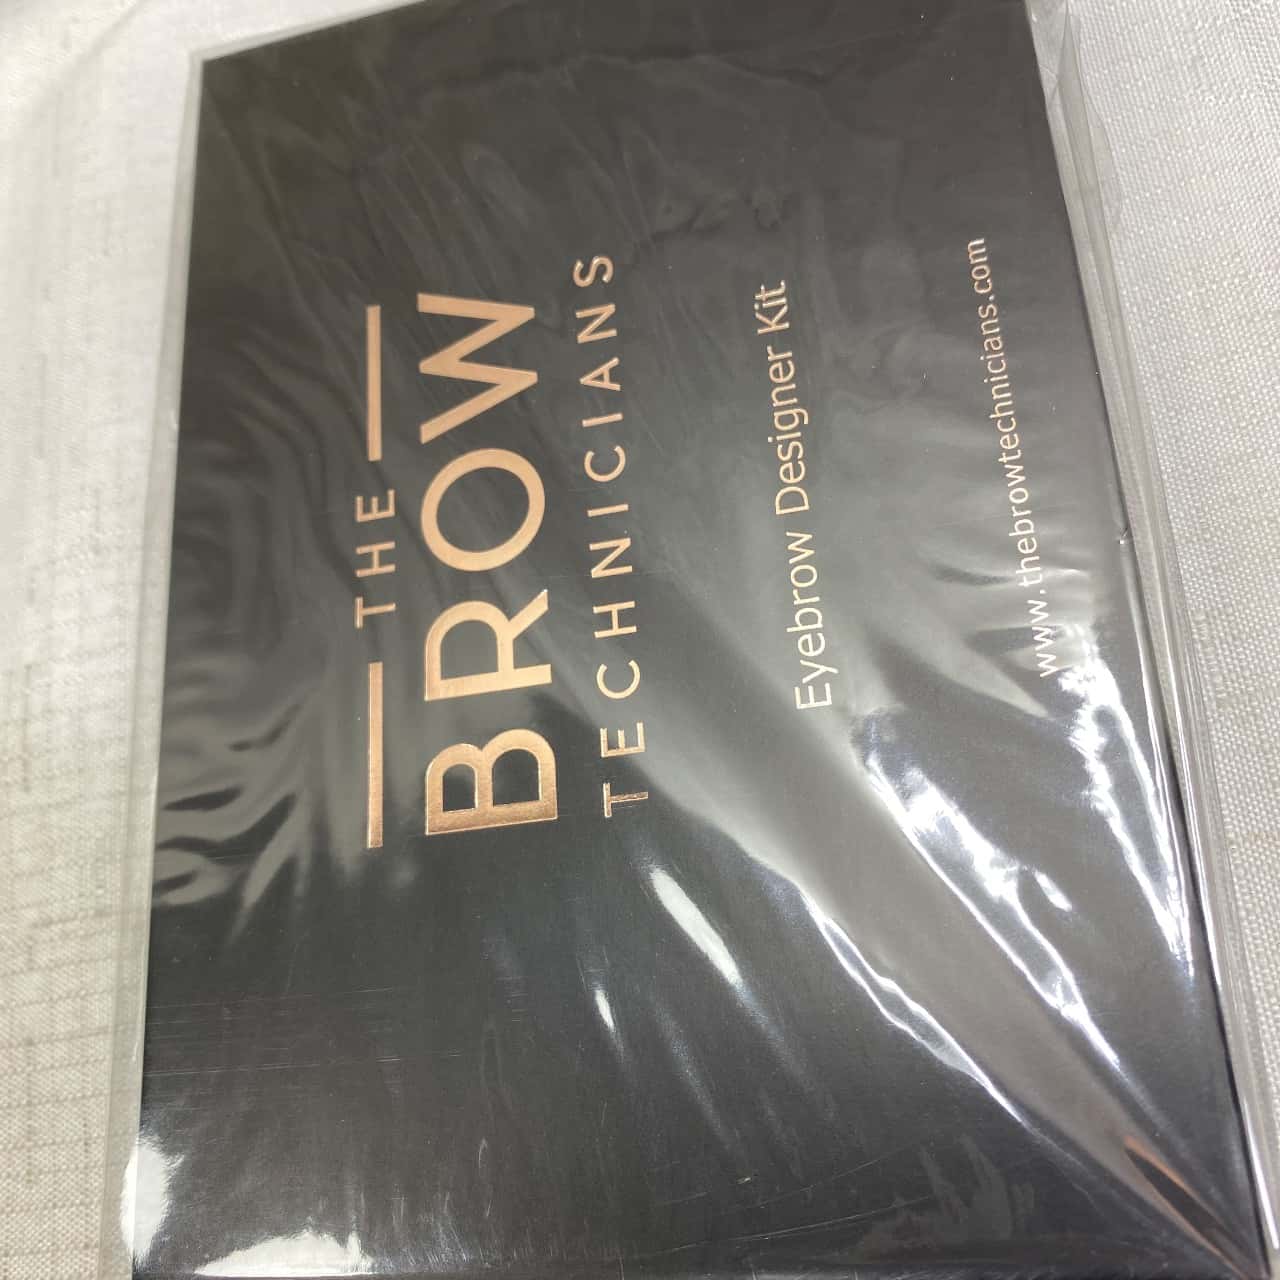 THE
BROW
TECHNICIANS
Eyebrow Designer Kit
www.thebrowtechnicians.com